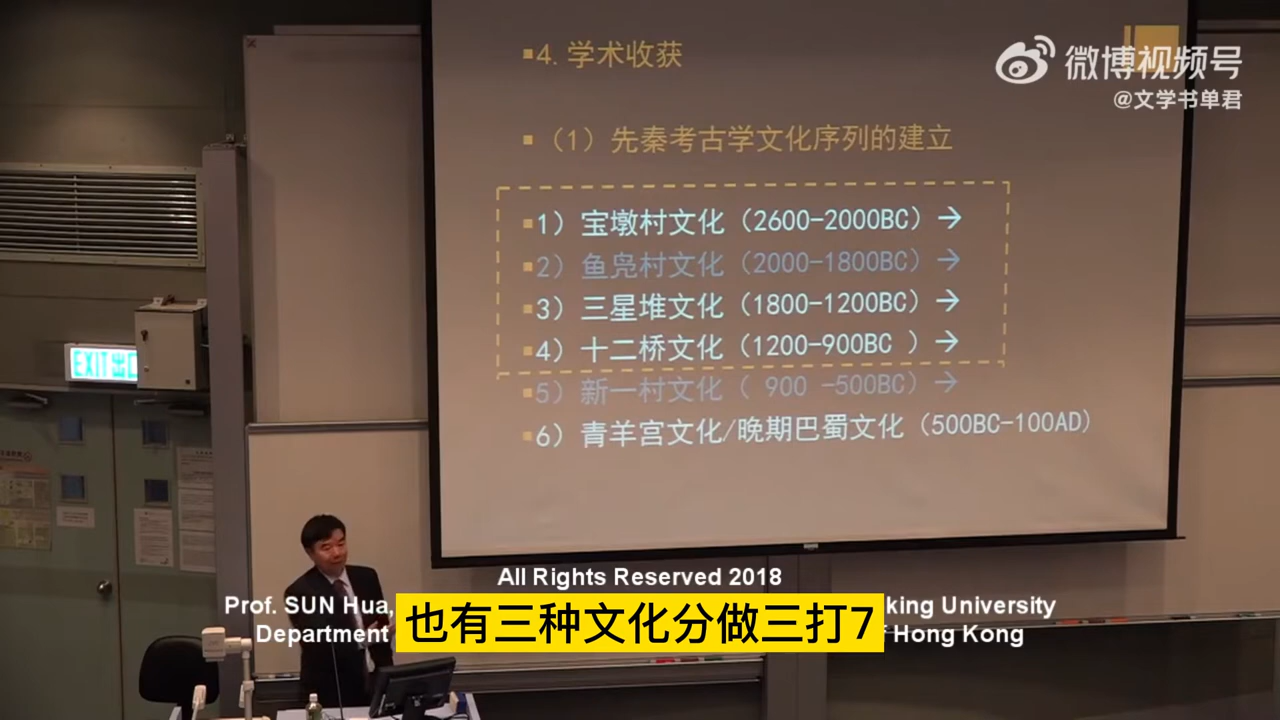 4. 学术收获
微博视频号
@文学书单君
(1) 先秦考古学文化序列的建立
1) 宝墩村文化 (2600-2000BC) →
2) 鱼凫村文化 (2000-1800BC) →
3) 三星堆文化 (1800-1200BC) →
4) 十二桥文化 (1200-900BC ) →
5) 新一村文化 ( 900 -500BC) →
6) 青羊宫文化/晚期巴蜀文化 (500BC-100AD)
EXIT 出口
All Rights Reserved 2018
Prof. SUN Hua, king University
也有三种文化分做三打7
Department f Hong Kong